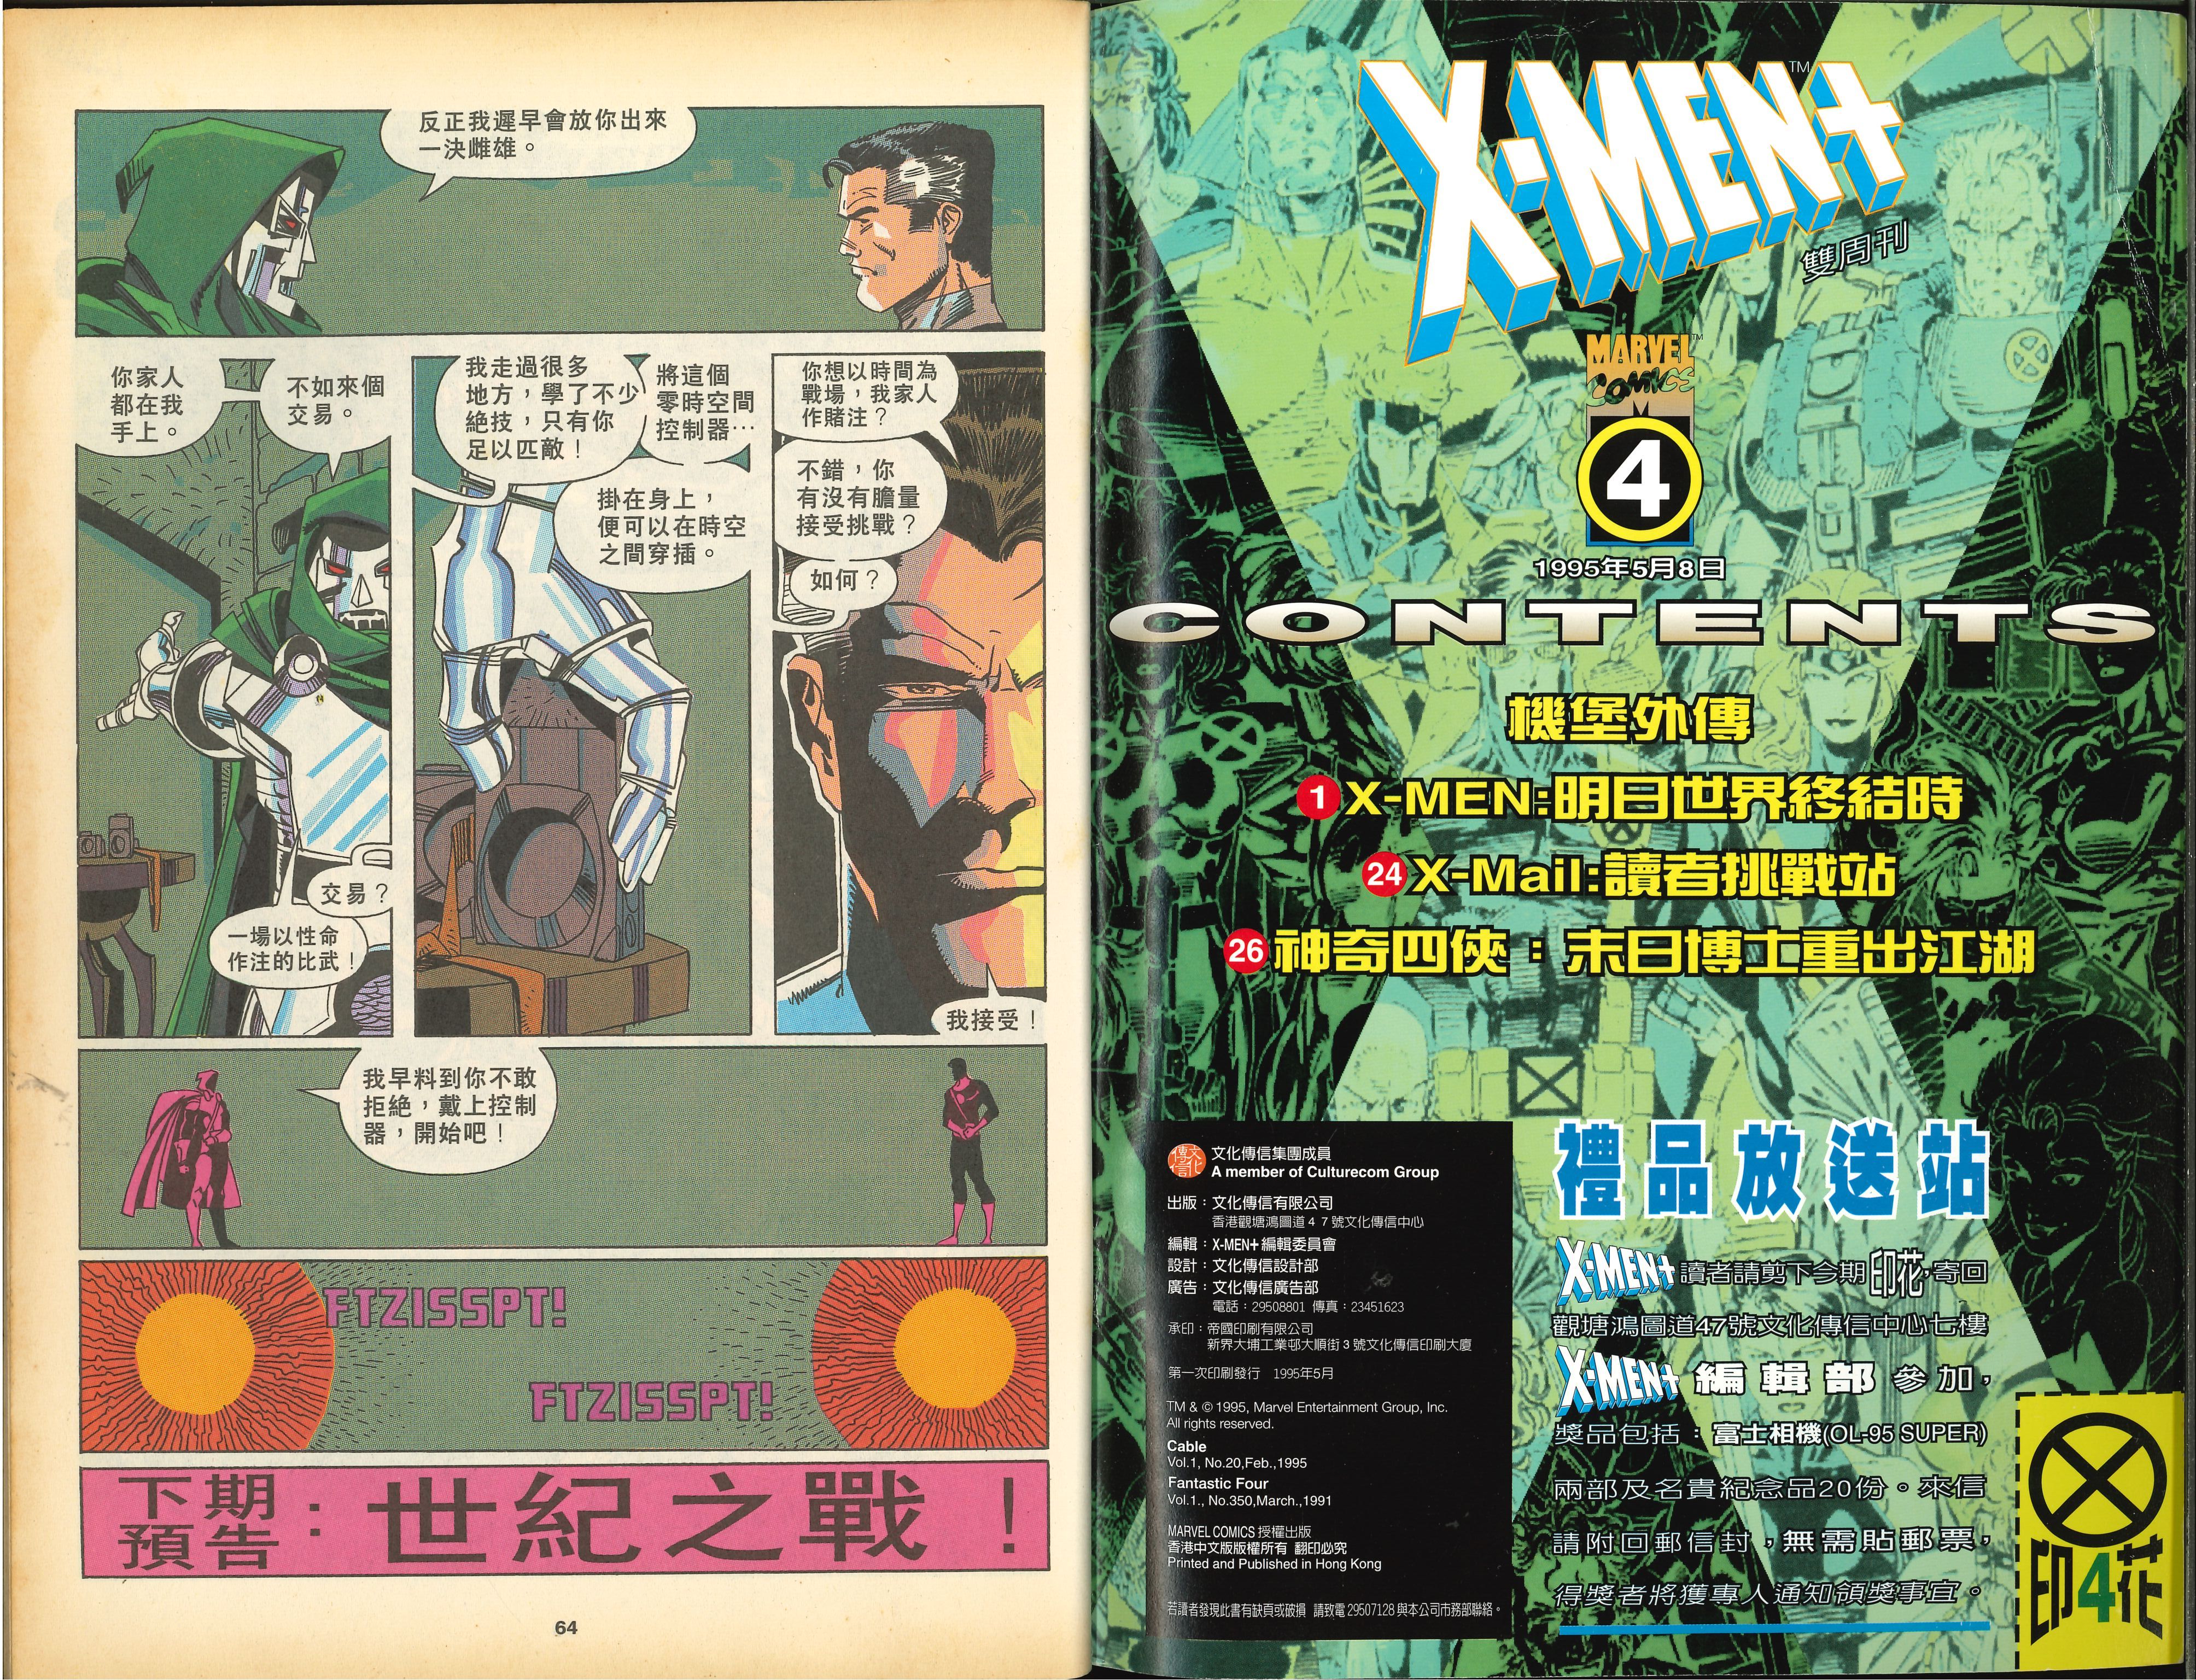 反正我遲早會放你出來
一決雌雄。
你家人
都在我
手上。
不如來個
交易。
交易？
一場以性命
作注的比武！
我走過很多
地方，學了不少
絕技，只有你
足以匹敵！
將這個
零時空間
控制器…
掛在身上，
便可以在時空
之間穿插。
你想以時間為
戰場，我家人
作賭注？
不錯，你
有沒有膽量
接受挑戰？
如何？
我接受！
我早料到你不敢
拒絕，戴上控制
器，開始吧！
FTZISSPT!
FTZISSPT!
下期
預告：
世紀之戰！
64
X-MEN+
TM
雙周刊
MARVEL
COMICS
TM
4
1995年5月8日
CONTENTS
機堡外傳
1 X-MEN:明日世界終結時
24 X-Mail:讀者挑戰站
26 神奇四俠：末日博士重出江湖
文化傳信
文化傳信集團成員
A member of Culturecom Group
出版：文化傳信有限公司
香港觀塘鴻圖道47號文化傳信中心
編輯：X-MEN+編輯委員會
設計：文化傳信設計部
廣告：文化傳信廣告部
電話：29508801 傳真：23451623
承印：帝國印刷有限公司
新界大埔工業邨大順街3號文化傳信印刷大廈
第一次印刷發行 1995年5月
TM & © 1995, Marvel Entertainment Group, Inc.
All rights reserved.
Cable
Vol.1, No.20,Feb.,1995
Fantastic Four
Vol.1., No.350,March.,1991
MARVEL COMICS 授權出版
香港中文版版權所有 翻印必究
Printed and Published in Hong Kong
若讀者發現此書有缺頁或破損 請致電29507128與本公司市務部聯絡。
禮品放送站
X-MEN+讀者請剪下今期印花，寄回
觀塘鴻圖道47號文化傳信中心七樓
X-MEN+編輯部參加，
獎品包括：富士相機(OL-95 SUPER)
兩部及名貴紀念品20份。來信
請附回郵信封，無需貼郵票，
得獎者將獲專人通知領獎事宜。
印4花